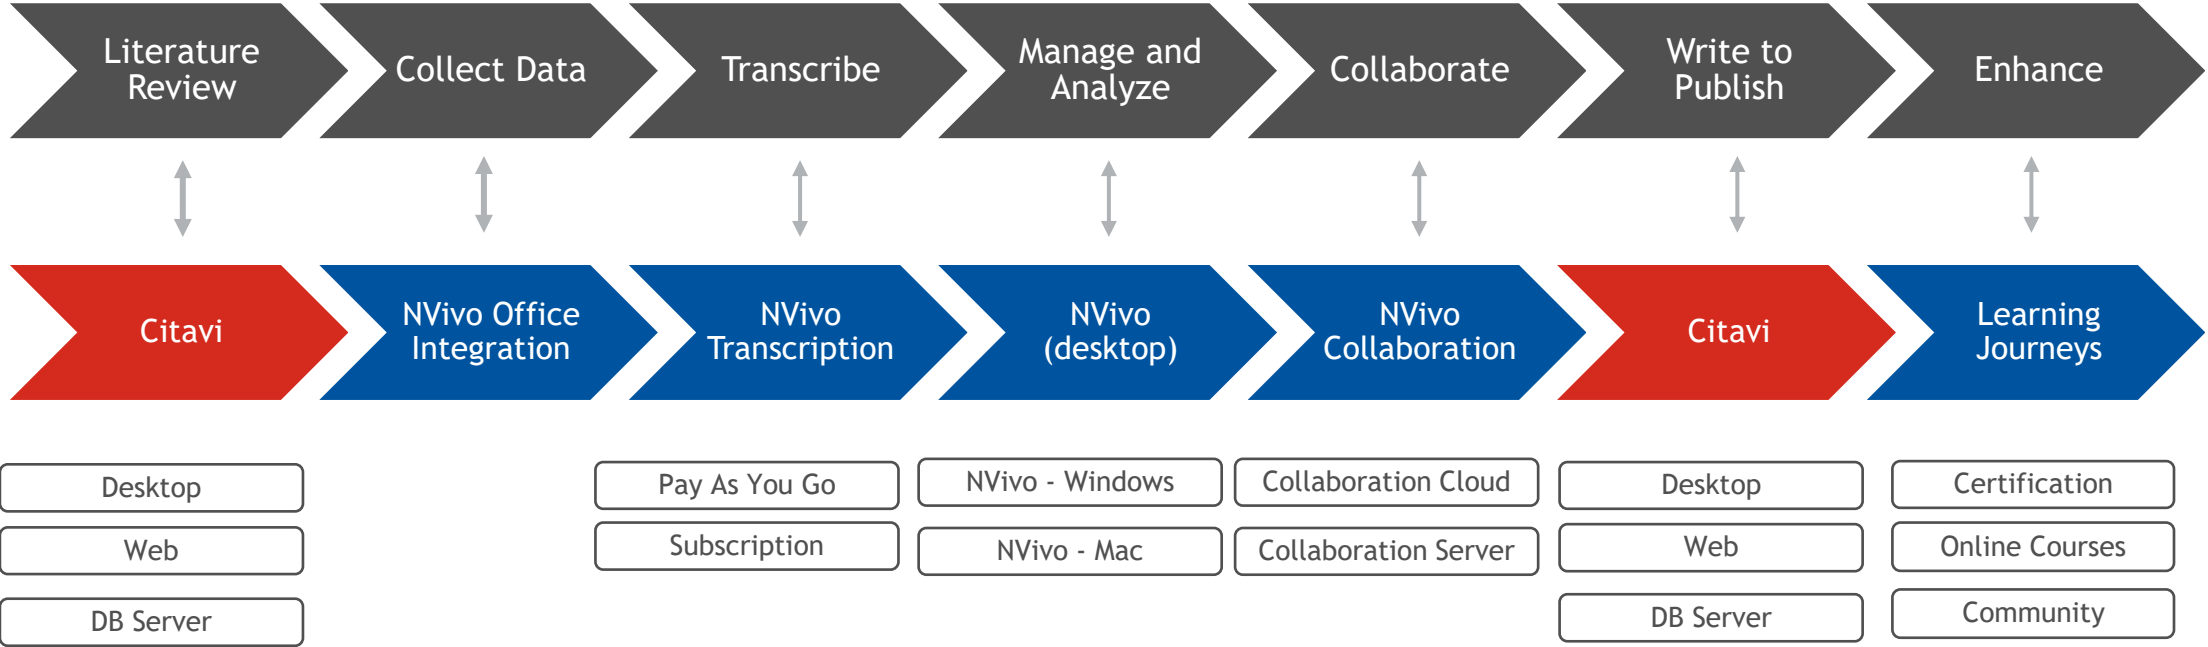 Literature
Review
Collect Data
Transcribe
Manage and
Analyze
Collaborate
Write to
Publish
Enhance
Citavi
NVivo Office
Integration
NVivo
Transcription
NVivo
(desktop)
NVivo
Collaboration
Citavi
Learning
Journeys
Desktop
Web
DB Server
Pay As You Go
Subscription
NVivo - Windows
NVivo - Mac
Collaboration Cloud
Collaboration Server
Desktop
Web
DB Server
Certification
Online Courses
Community